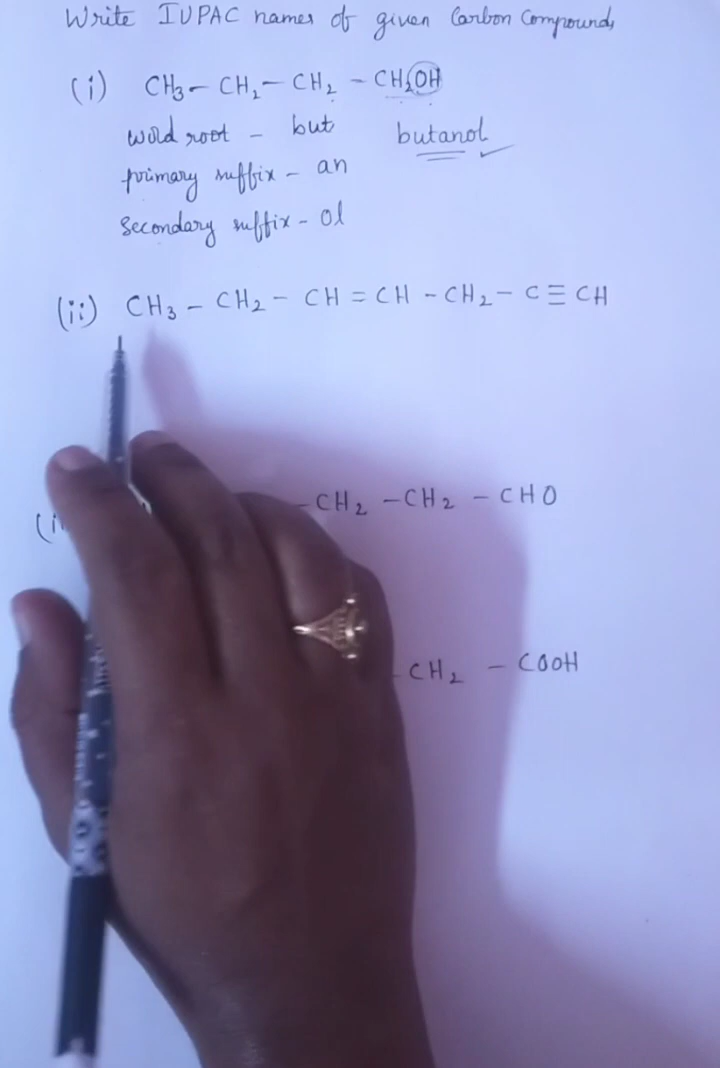 Write IUPAC names of given Carbon Compounds
(i) CH₃ – CH₂ – CH₂ – CH₂OH
word root – but butanol
primary suffix – an
secondary suffix – ol
(ii) CH₃ – CH₂ – CH = CH – CH₂ – C ≡ CH
– CH₂ – CH₂ – CHO
– CH₂ – COOH